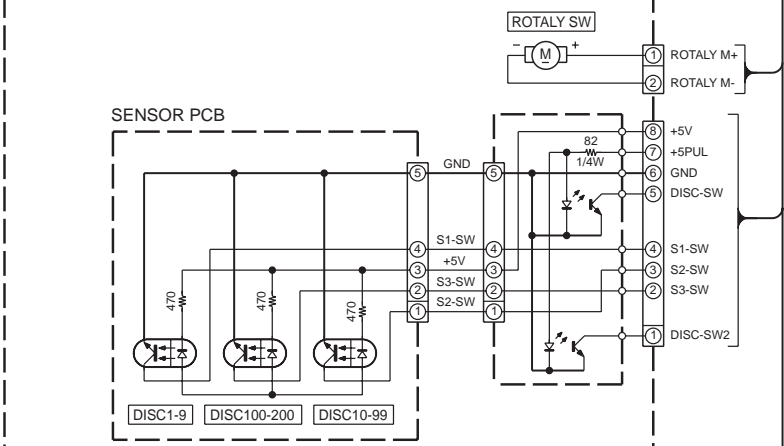 ROTALY SW
− M +
1 ROTALY M+
2 ROTALY M-
SENSOR PCB
8 +5V
82
1/4W
7 +5PUL
5 GND 5
6 GND
5 DISC-SW
4 S1-SW 4
4 S1-SW
3 +5V 3
3 S2-SW
2 S3-SW 2
2 S3-SW
1 S2-SW 1
470
470
470
1 DISC-SW2
DISC1-9
DISC100-200
DISC10-99